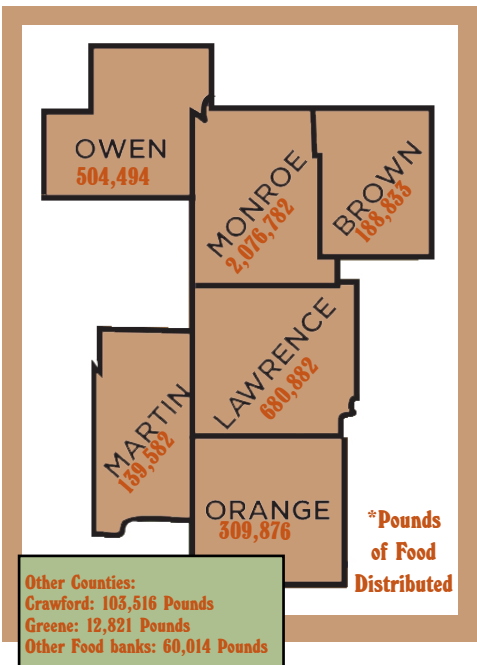 OWEN
504,494
MONROE
2,076,782
BROWN
188,833
LAWRENCE
680,882
MARTIN
139,582
ORANGE
309,876
*Pounds
of Food
Distributed
Other Counties:
Crawford: 103,516 Pounds
Greene: 12,821 Pounds
Other Food banks: 60,014 Pounds